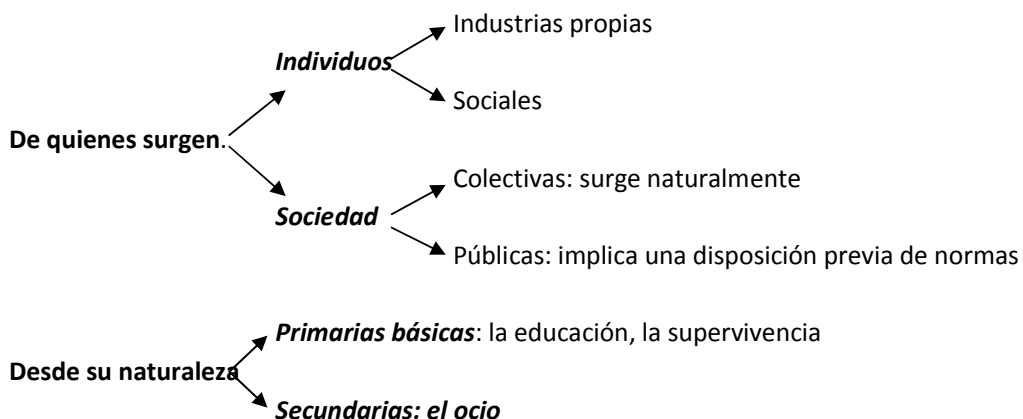 Industrias propias
Individuos
Sociales
De quienes surgen.
Colectivas: surge naturalmente
Sociedad
Públicas: implica una disposición previa de normas
Primarias básicas: la educación, la supervivencia
Desde su naturaleza
Secundarias: el ocio